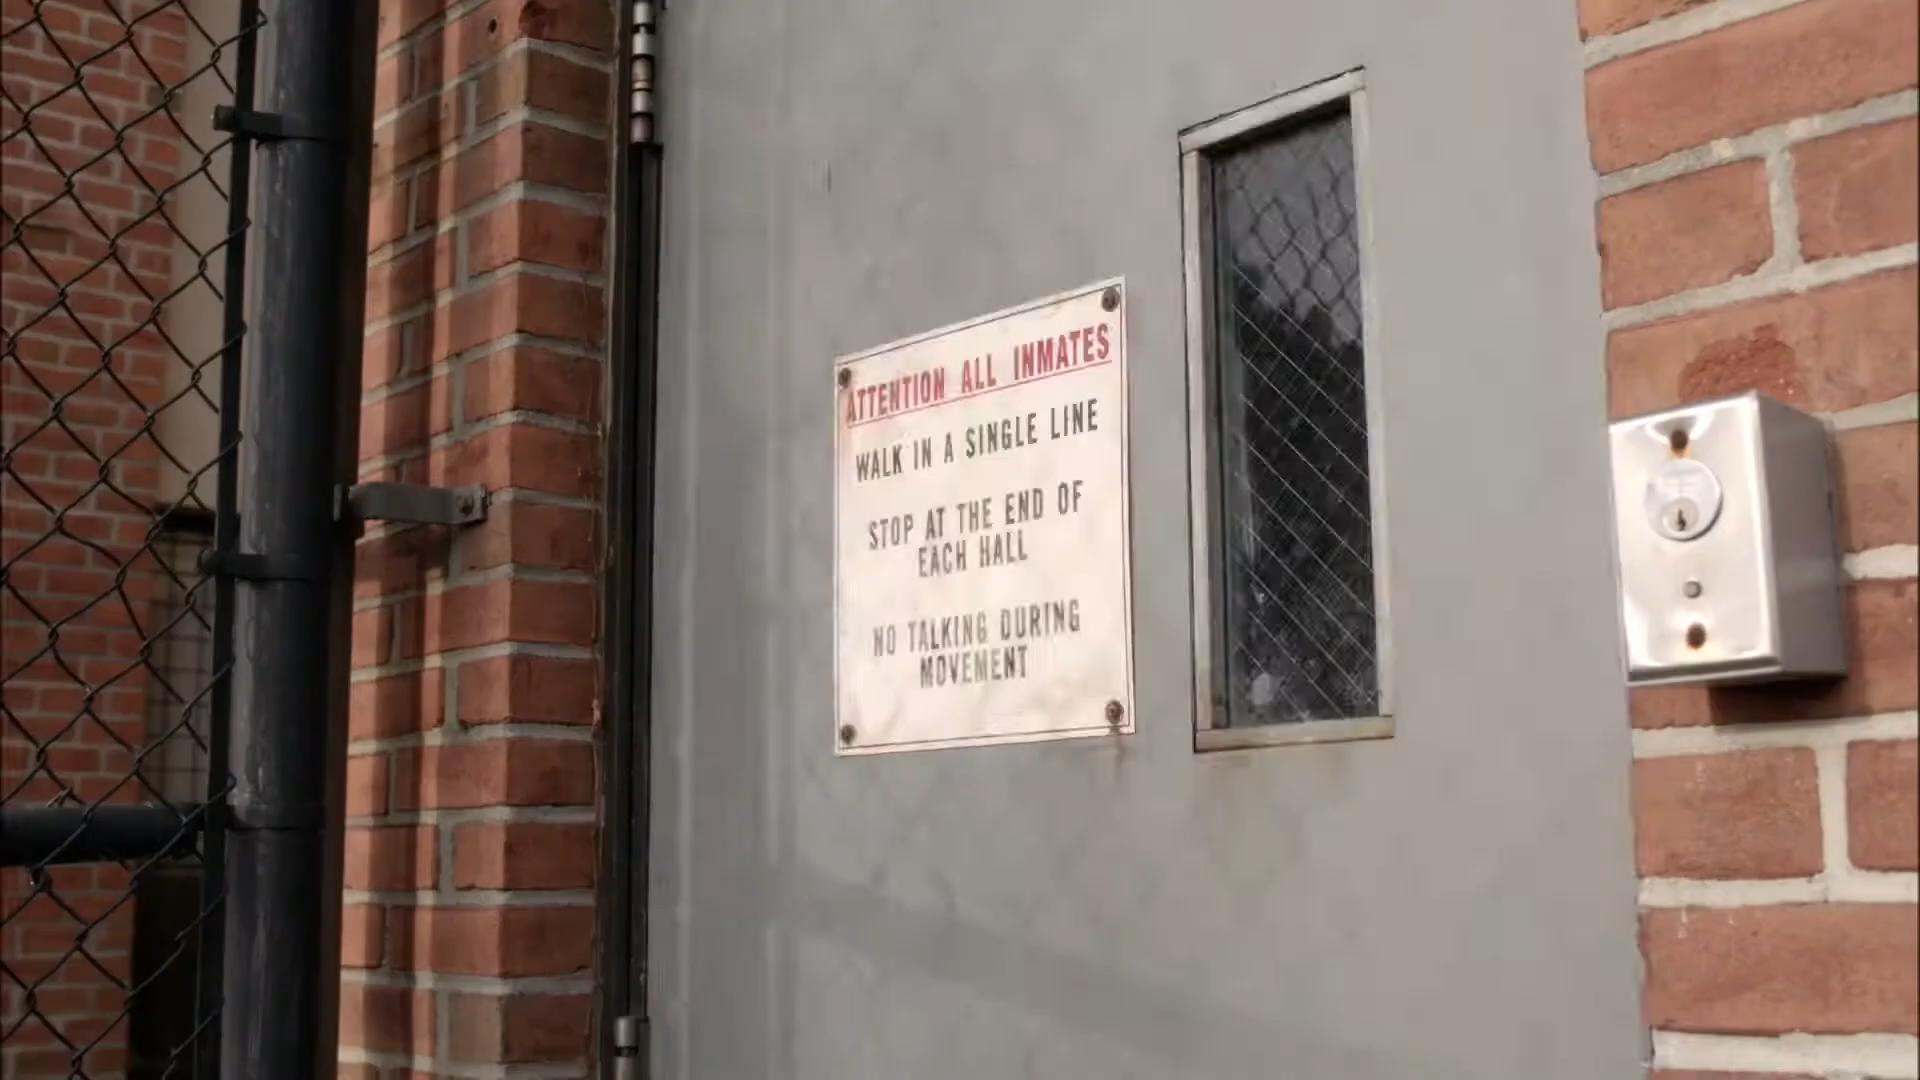 ATTENTION ALL INMATES
WALK IN A SINGLE LINE
STOP AT THE END OF
EACH HALL
NO TALKING DURING
MOVEMENT